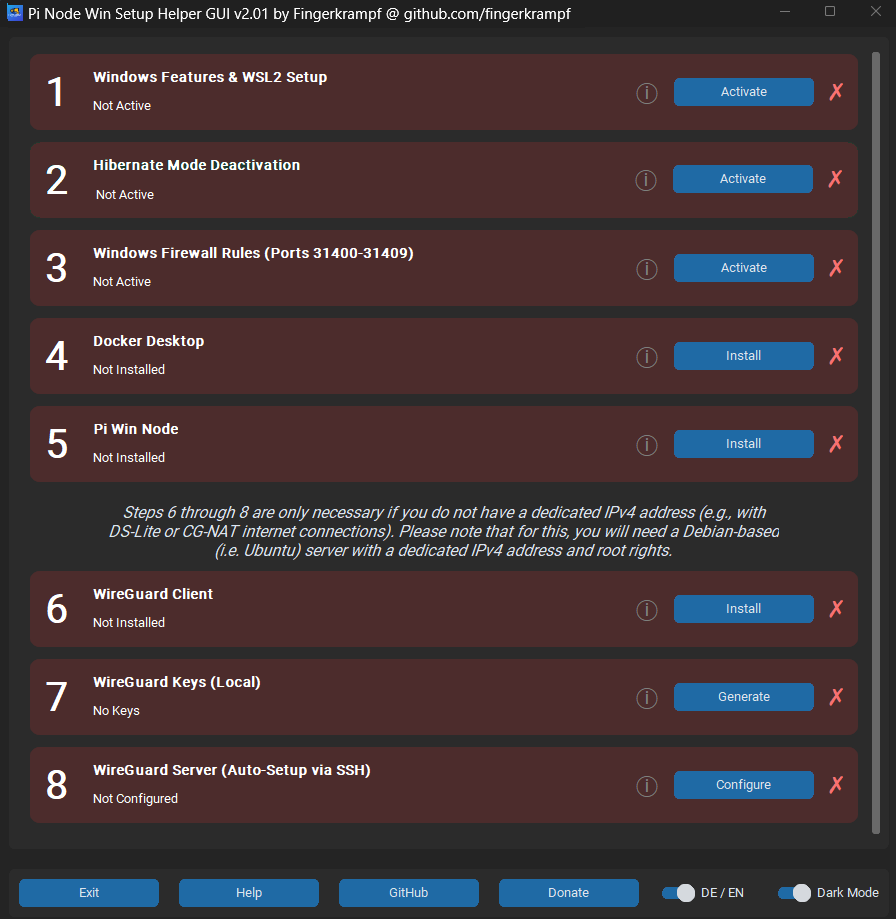 Pi Node Win Setup Helper GUI v2.01 by Fingerkrampf @ github.com/fingerkrampf
1
Windows Features & WSL2 Setup
Not Active
Activate
2
Hibernate Mode Deactivation
Not Active
Activate
3
Windows Firewall Rules (Ports 31400-31409)
Not Active
Activate
4
Docker Desktop
Not Installed
Install
5
Pi Win Node
Not Installed
Install
Steps 6 through 8 are only necessary if you do not have a dedicated IPv4 address (e.g., with
DS-Lite or CG-NAT internet connections). Please note that for this, you will need a Debian-based
(i.e. Ubuntu) server with a dedicated IPv4 address and root rights.
6
WireGuard Client
Not Installed
Install
7
WireGuard Keys (Local)
No Keys
Generate
8
WireGuard Server (Auto-Setup via SSH)
Not Configured
Configure
Exit
Help
GitHub
Donate
DE / EN
Dark Mode